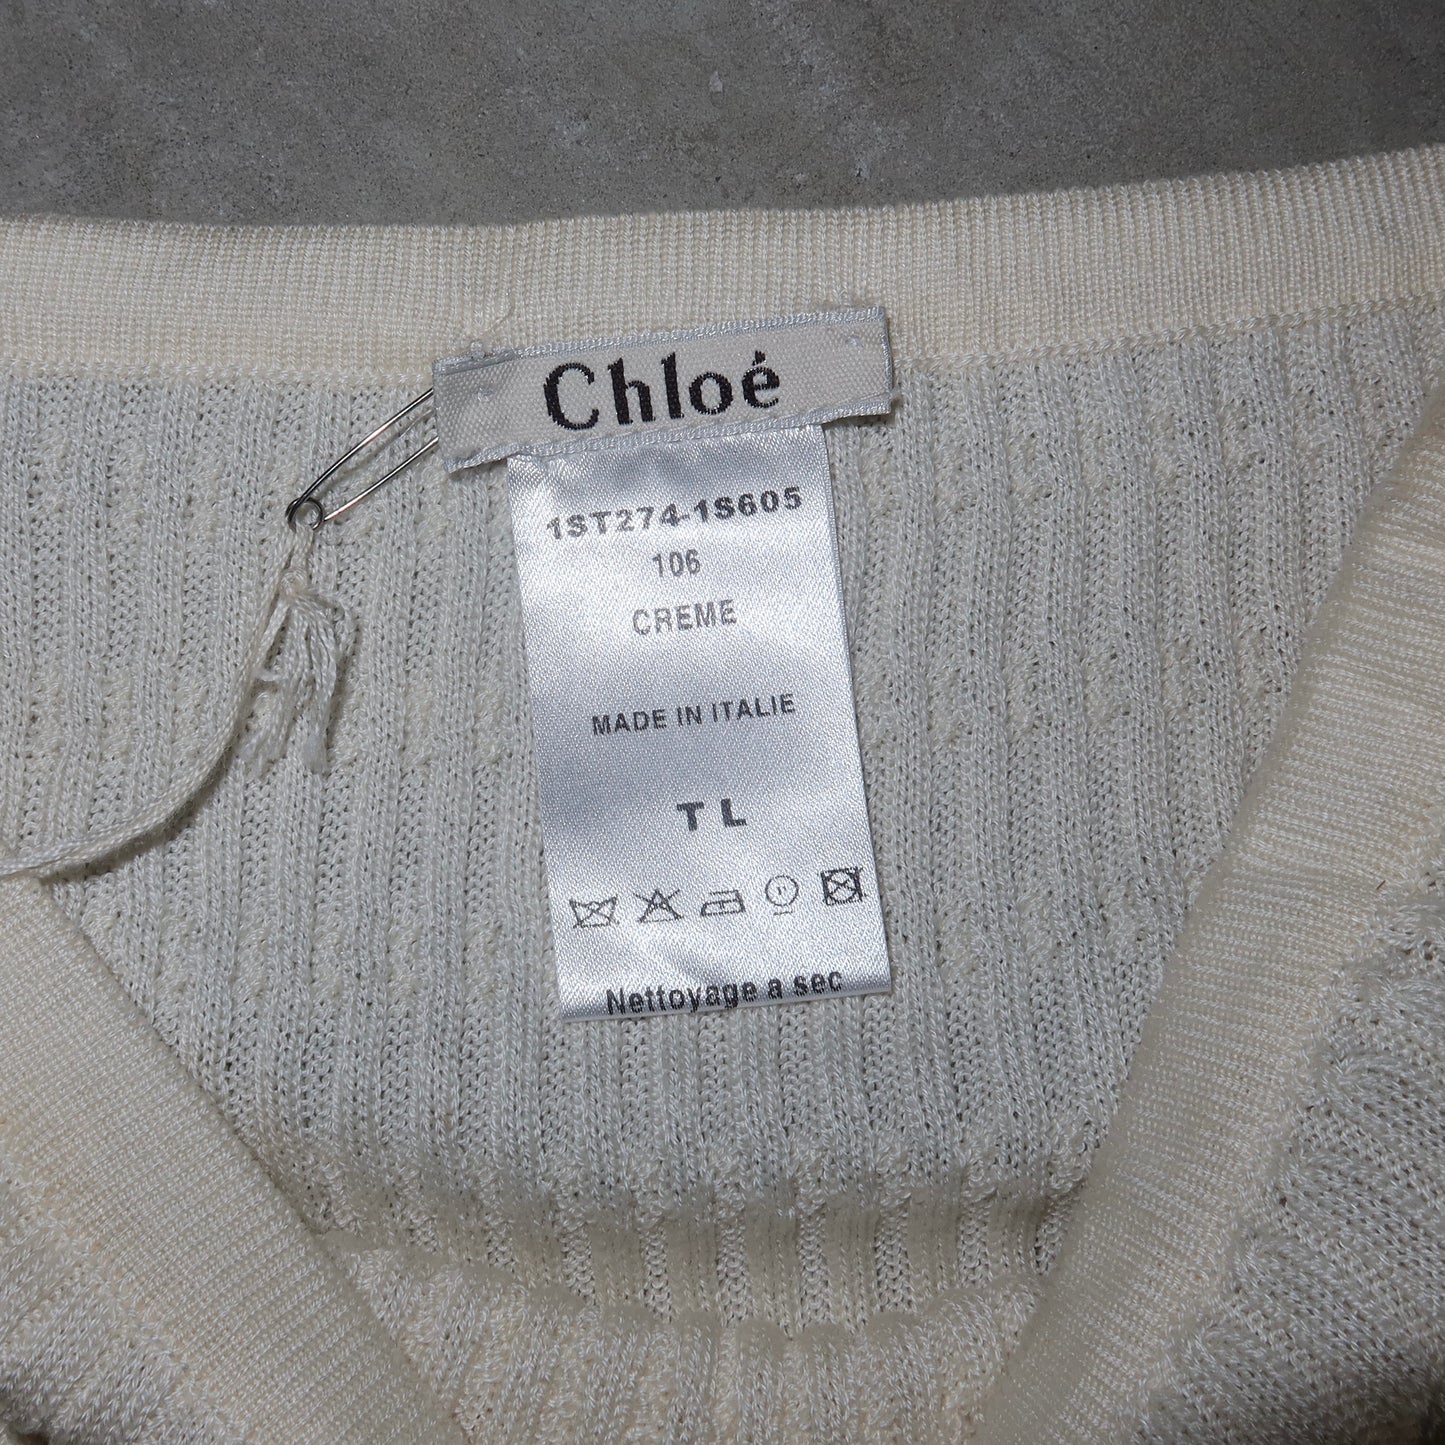 Chloé
1ST274-1S605
106
CREME
MADE IN ITALIE
TL
Nettoyage a sec